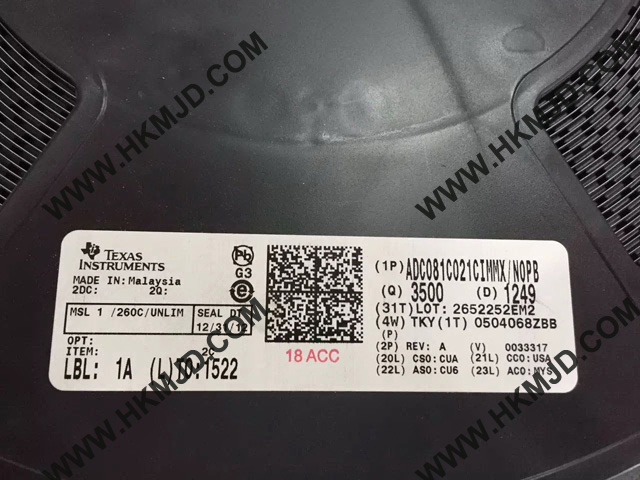 TEXAS
INSTRUMENTS
MADE IN: Malaysia
2DC: 2Q:
Pb
G3
e
MSL 1 /260C/UNLIM SEAL DT
12/31/12
OPT:
ITEM:
LBL: 1A (L)TO:1522
18 ACC
(1P) ADC081C021CIMMX/NOPB
(Q) 3500 (D) 1249
(31T) LOT: 2652252EM2
(4W) TKY(1T) 0504068ZBB
(P)
(2P) REV: A (V) 0033317
(20L) CSO:CUA (21L) CCO:USA
(22L) ASO:CU6 (23L) ACO:MYS
WWW.HKMJD.COM
WWW.HKMJD.COM
WWW.HKMJD.COM
WWW.HKMJD.COM